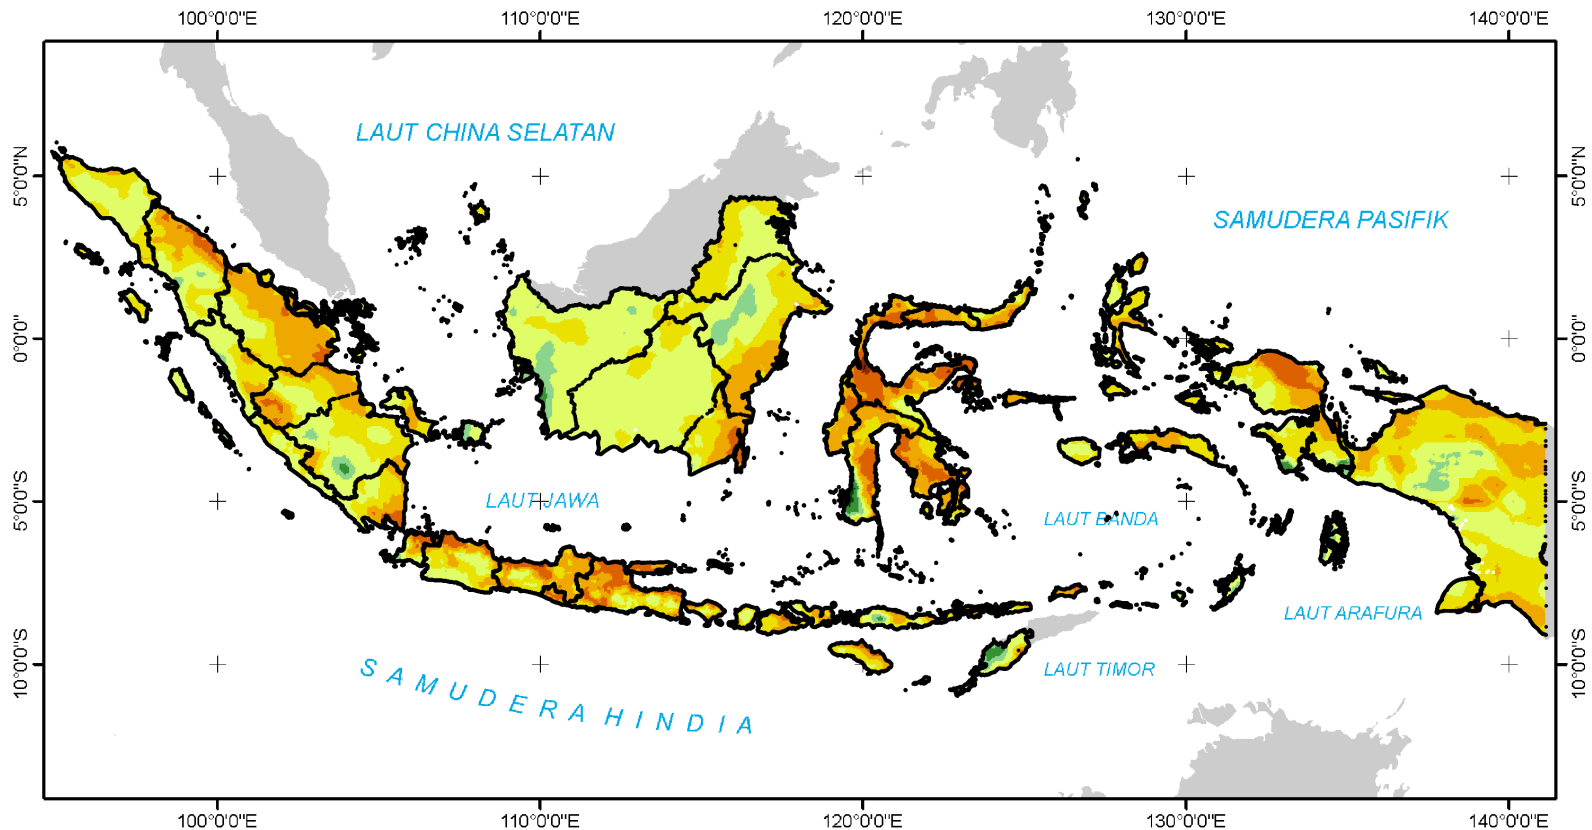 100°0'0"E 110°0'0"E 120°0'0"E 130°0'0"E 140°0'0"E
LAUT CHINA SELATAN
5°0'0"N 5°0'0"N
SAMUDERA PASIFIK
0°0'0" 0°0'0"
LAUT JAWA
5°0'0"S 5°0'0"S
LAUT BANDA
LAUT ARAFURA
10°0'0"S 10°0'0"S
LAUT TIMOR
SAMUDERA HINDIA
100°0'0"E 110°0'0"E 120°0'0"E 130°0'0"E 140°0'0"E